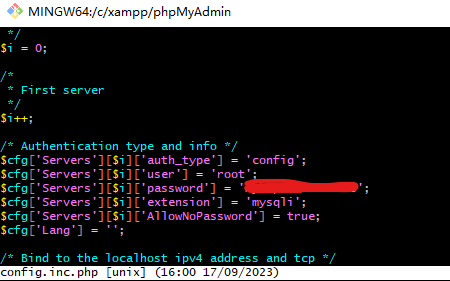 MINGW64:/c/xampp/phpMyAdmin
*/
$i = 0;
/*
* First server
*/
$i++;
/* Authentication type and info */
$cfg['Servers'][$i]['auth_type'] = 'config';
$cfg['Servers'][$i]['user'] = 'root';
$cfg['Servers'][$i]['password'] = '';
$cfg['Servers'][$i]['extension'] = 'mysqli';
$cfg['Servers'][$i]['AllowNoPassword'] = true;
$cfg['Lang'] = '';
/* Bind to the localhost ipv4 address and tcp */
config.inc.php [unix] (16:00 17/09/2023)